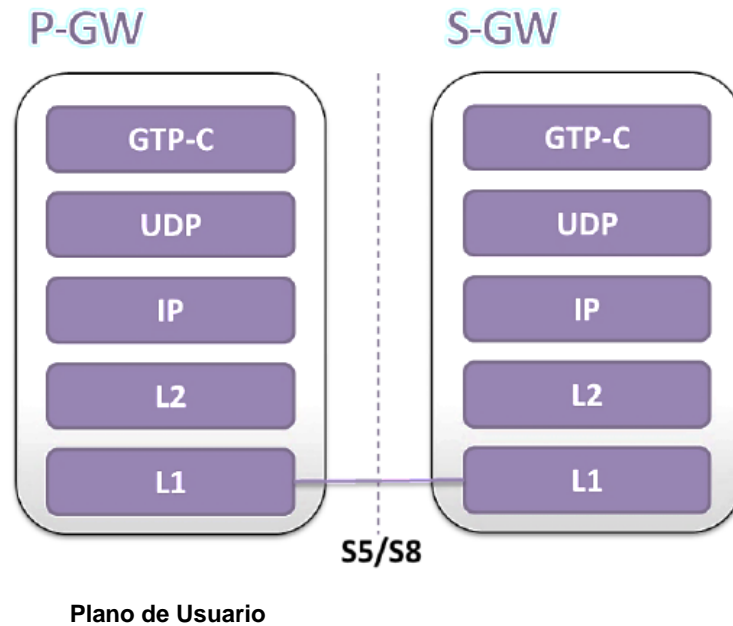 P-GW S-GW
GTP-C GTP-C
UDP UDP
IP IP
L2 L2
L1 L1
S5/S8
Plano de Usuario